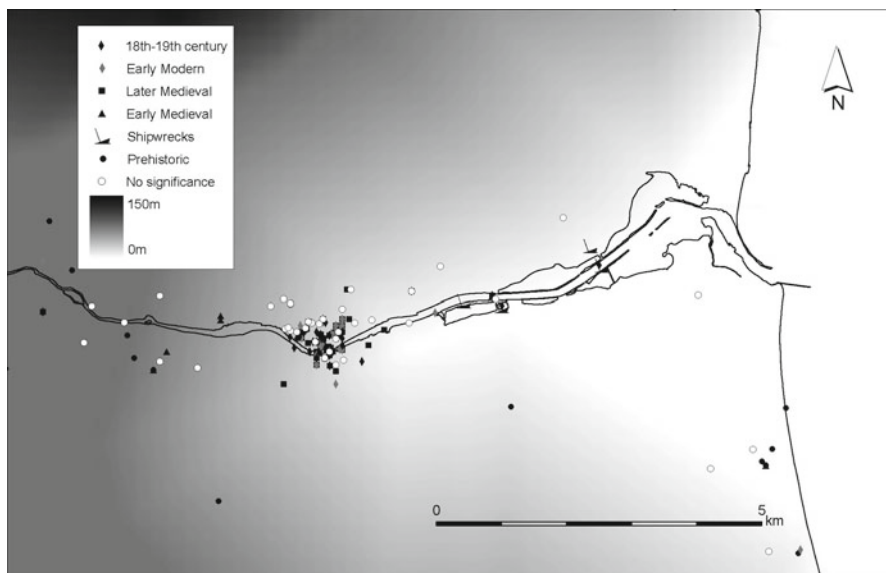 18th-19th century
Early Modern
Later Medieval
Early Medieval
Shipwrecks
Prehistoric
No significance
150m
0m
N
0 5
km